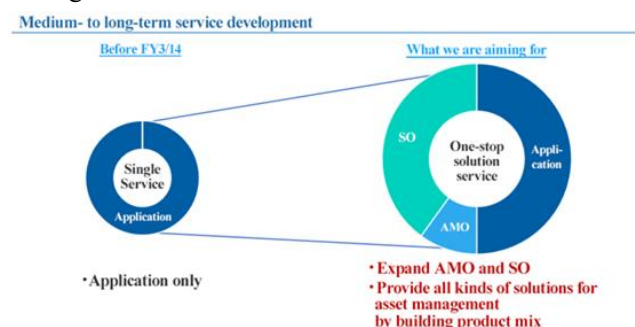 Medium- to long-term service development
Before FY3/14
What we are aiming for
Single
Service
Application
SO
One-stop
solution
service
Appli-
cation
AMO
・Application only
・Expand AMO and SO
・Provide all kinds of solutions for
asset management
by building product mix